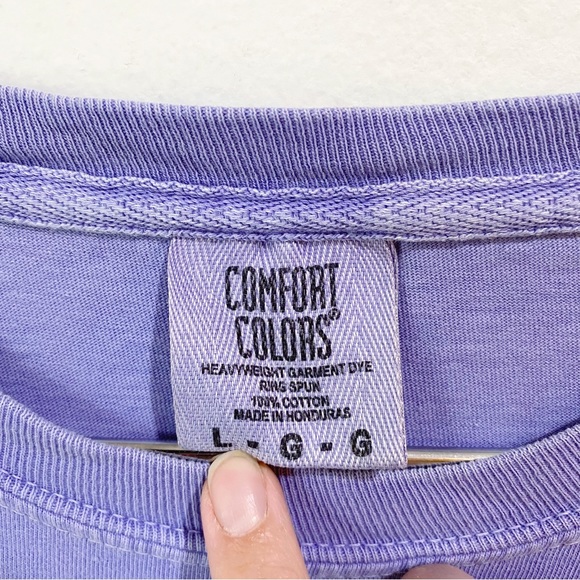 COMFORT
COLORS®
HEAVYWEIGHT GARMENT DYE
RING SPUN
100% COTTON
MADE IN HONDURAS
L - G - G